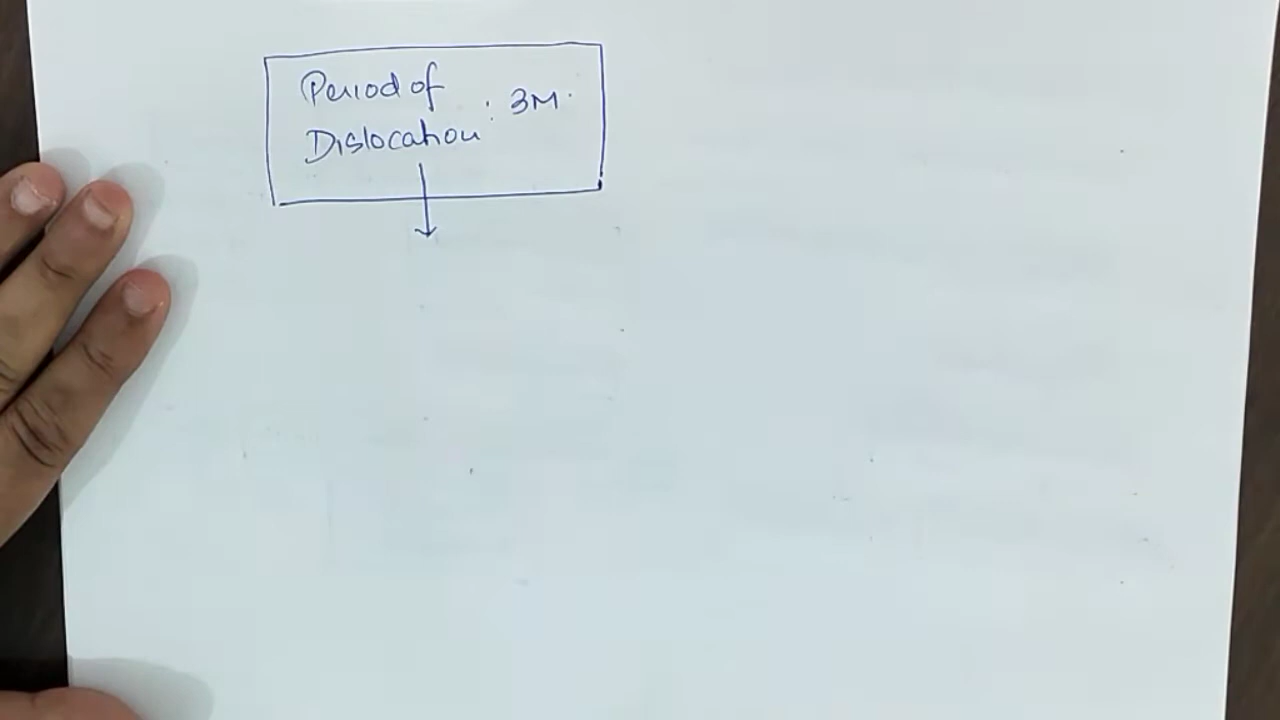 Period of
Dislocation : 3M.